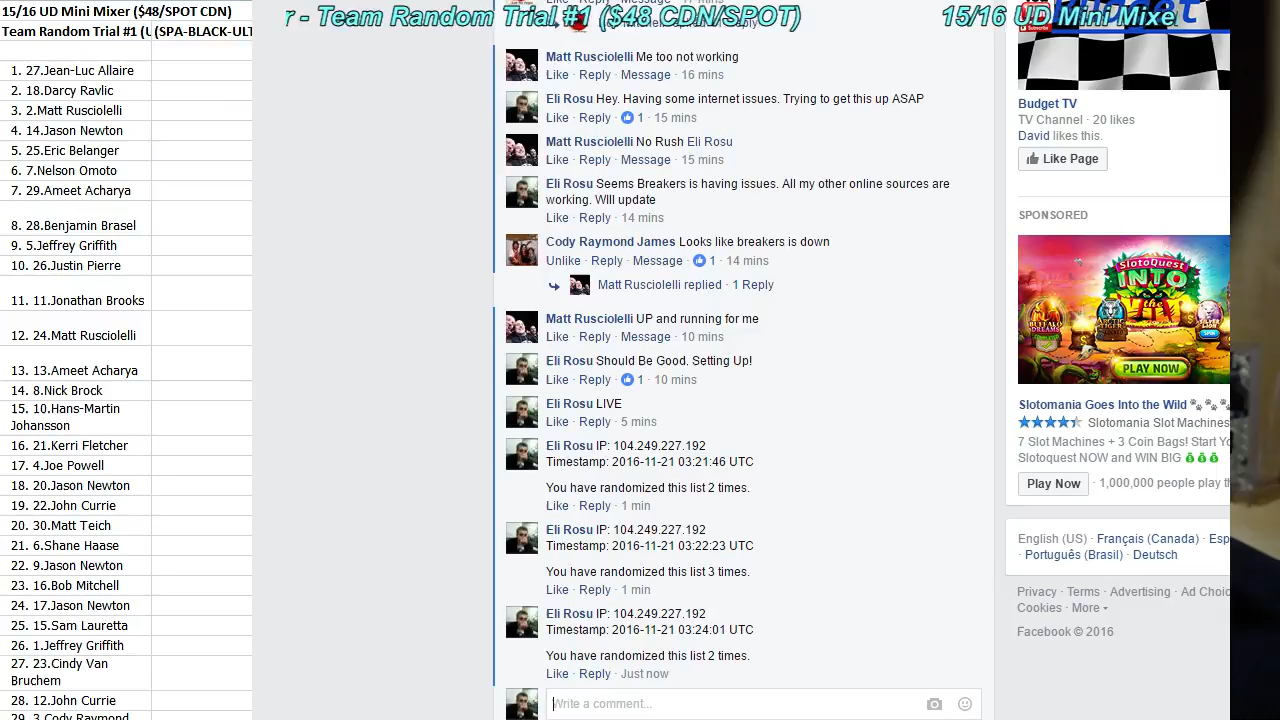 15/16 UD Mini Mixer ($48/SPOT CDN)
Team Random Trial #1 (U (SPA-BLACK-ULT
1. 27.Jean-Luc Allaire
2. 18.Darcy Ravlic
3. 2.Matt Rusciolelli
4. 14.Jason Newton
5. 25.Eric Belanger
6. 7.Nelson Omoto
7. 29.Ameet Acharya
8. 28.Benjamin Brasel
9. 5.Jeffrey Griffith
10. 26.Justin Pierre
11. 11.Jonathan Brooks
12. 24.Matt Rusciolelli
13. 13.Ameet Acharya
14. 8.Nick Brock
15. 10.Hans-Martin
Johansson
16. 21.Kerri Fletcher
17. 4.Joe Powell
18. 20.Jason Newton
19. 22.John Currie
20. 30.Matt Teich
21. 6.Shane Haase
22. 9.Jason Newton
23. 16.Bob Mitchell
24. 17.Jason Newton
25. 15.Sam Lauretta
26. 1.Jeffrey Griffith
27. 23.Cindy Van
Bruchem
28. 12.John Currie
29. 3.Cody Raymond
r - Team Random Trial #1 ($48 CDN/SPOT)
15/16 UD Mini Mixe
Matt Rusciolelli Me too not working
Like · Reply · Message · 16 mins
Eli Rosu Hey. Having some internet issues. Trying to get this up ASAP
Like · Reply · 1 · 15 mins
Matt Rusciolelli No Rush Eli Rosu
Like · Reply · Message · 15 mins
Eli Rosu Seems Breakers is having issues. All my other online sources are
working. WIll update
Like · Reply · 14 mins
Cody Raymond James Looks like breakers is down
Unlike · Reply · Message · 1 · 14 mins
Matt Rusciolelli replied · 1 Reply
Matt Rusciolelli UP and running for me
Like · Reply · Message · 10 mins
Eli Rosu Should Be Good, Setting Up!
Like · Reply · 1 · 10 mins
Eli Rosu LIVE
Like · Reply · 5 mins
Eli Rosu IP: 104.249.227.192
Timestamp: 2016-11-21 03:21:46 UTC
You have randomized this list 2 times.
Like · Reply · 1 min
Eli Rosu IP: 104.249.227.192
Timestamp: 2016-11-21 03:22:23 UTC
You have randomized this list 3 times.
Like · Reply · 1 min
Eli Rosu IP: 104.249.227.192
Timestamp: 2016-11-21 03:24:01 UTC
You have randomized this list 2 times.
Like · Reply · Just now
Write a comment...
Budget
Subscribe
Budget TV
TV Channel · 20 likes
David likes this.
Like Page
SPONSORED
SlotoQuest
INTO
the
BUFFALO
DREAMS
ARCTIC
TIGER
SPIN
PLAY NOW
Slotomania Goes Into the Wild
Slotomania Slot Machines
7 Slot Machines + 3 Coin Bags! Start Yo
Slotoquest NOW and WIN BIG
Play Now · 1,000,000 people play th
English (US) · Français (Canada) · Esp
· Português (Brasil) · Deutsch
Privacy · Terms · Advertising · Ad Choic
Cookies · More
Facebook © 2016